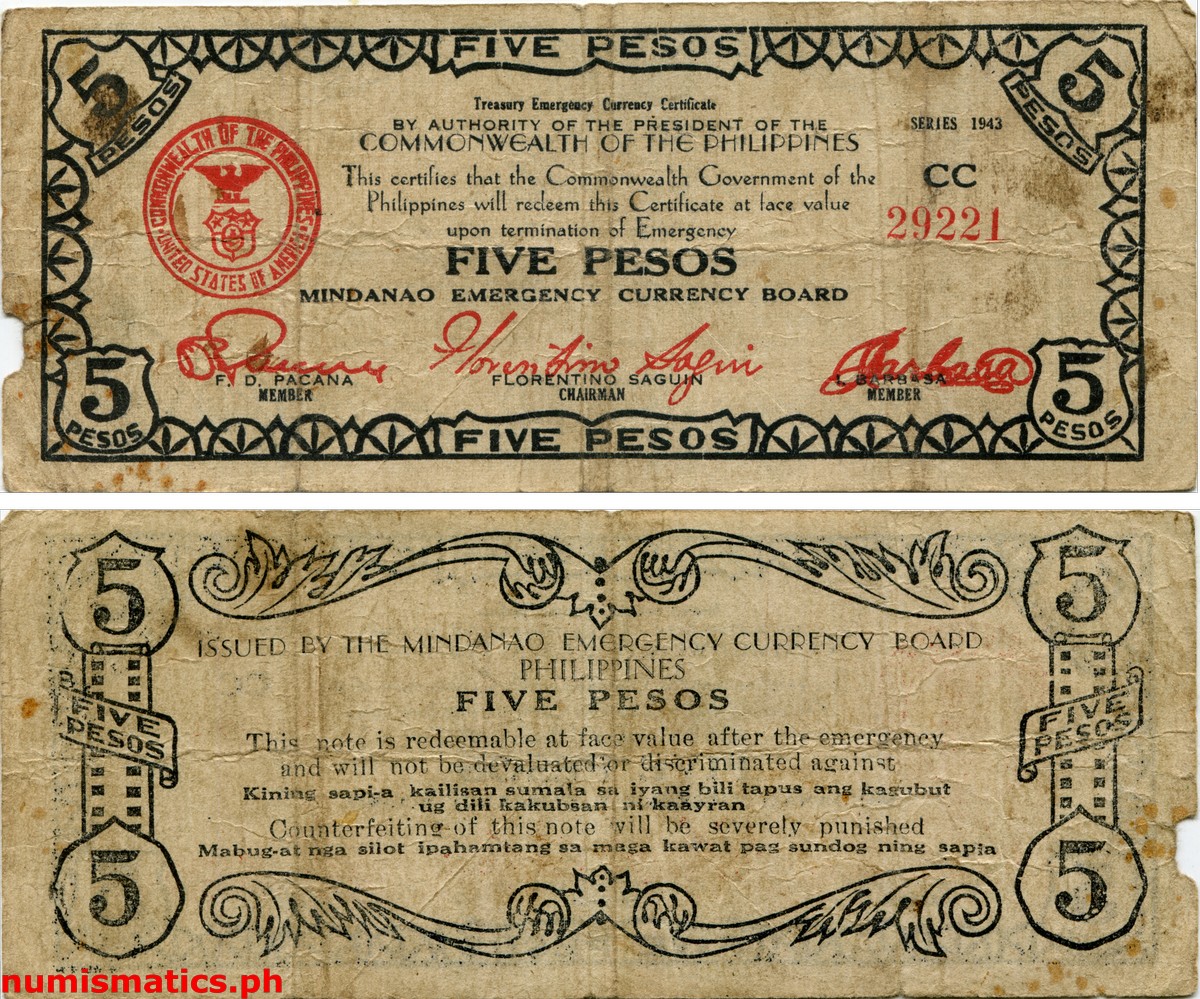 FIVE PESOS
5 PESOS
5 PESOS
Treasury Emergency Currency Certificate
BY AUTHORITY OF THE PRESIDENT OF THE
COMMONWEALTH OF THE PHILIPPINES
SERIES 1943
COMMONWEALTH OF THE PHILIPPINES
UNITED STATES OF AMERICA
This certifies that the Commonwealth Government of the
Philippines will redeem this Certificate at face value
upon termination of Emergency
CC
29221
FIVE PESOS
MINDANAO EMERGENCY CURRENCY BOARD
Florentino Saguin
F. D. PACANA
MEMBER
FLORENTINO SAGUIN
CHAIRMAN
BARBASA
MEMBER
5 PESOS
5 PESOS
FIVE PESOS
5
5
ISSUED BY THE MINDANAO EMERGENCY CURRENCY BOARD
PHILIPPINES
FIVE PESOS
FIVE
PESOS
FIVE
PESOS
This note is redeemable at face value after the emergency
and will not be devaluated or discriminated against
Kining sapi-a kailisan sumala sa iyang bili tapus ang kagubut
ug dili kakubsan ni kaayran
Counterfeiting of this note will be severely punished
Mabug-at nga silot ipahamtang sa maga kawat pag sundog ning sapia
5
5
numismatics.ph